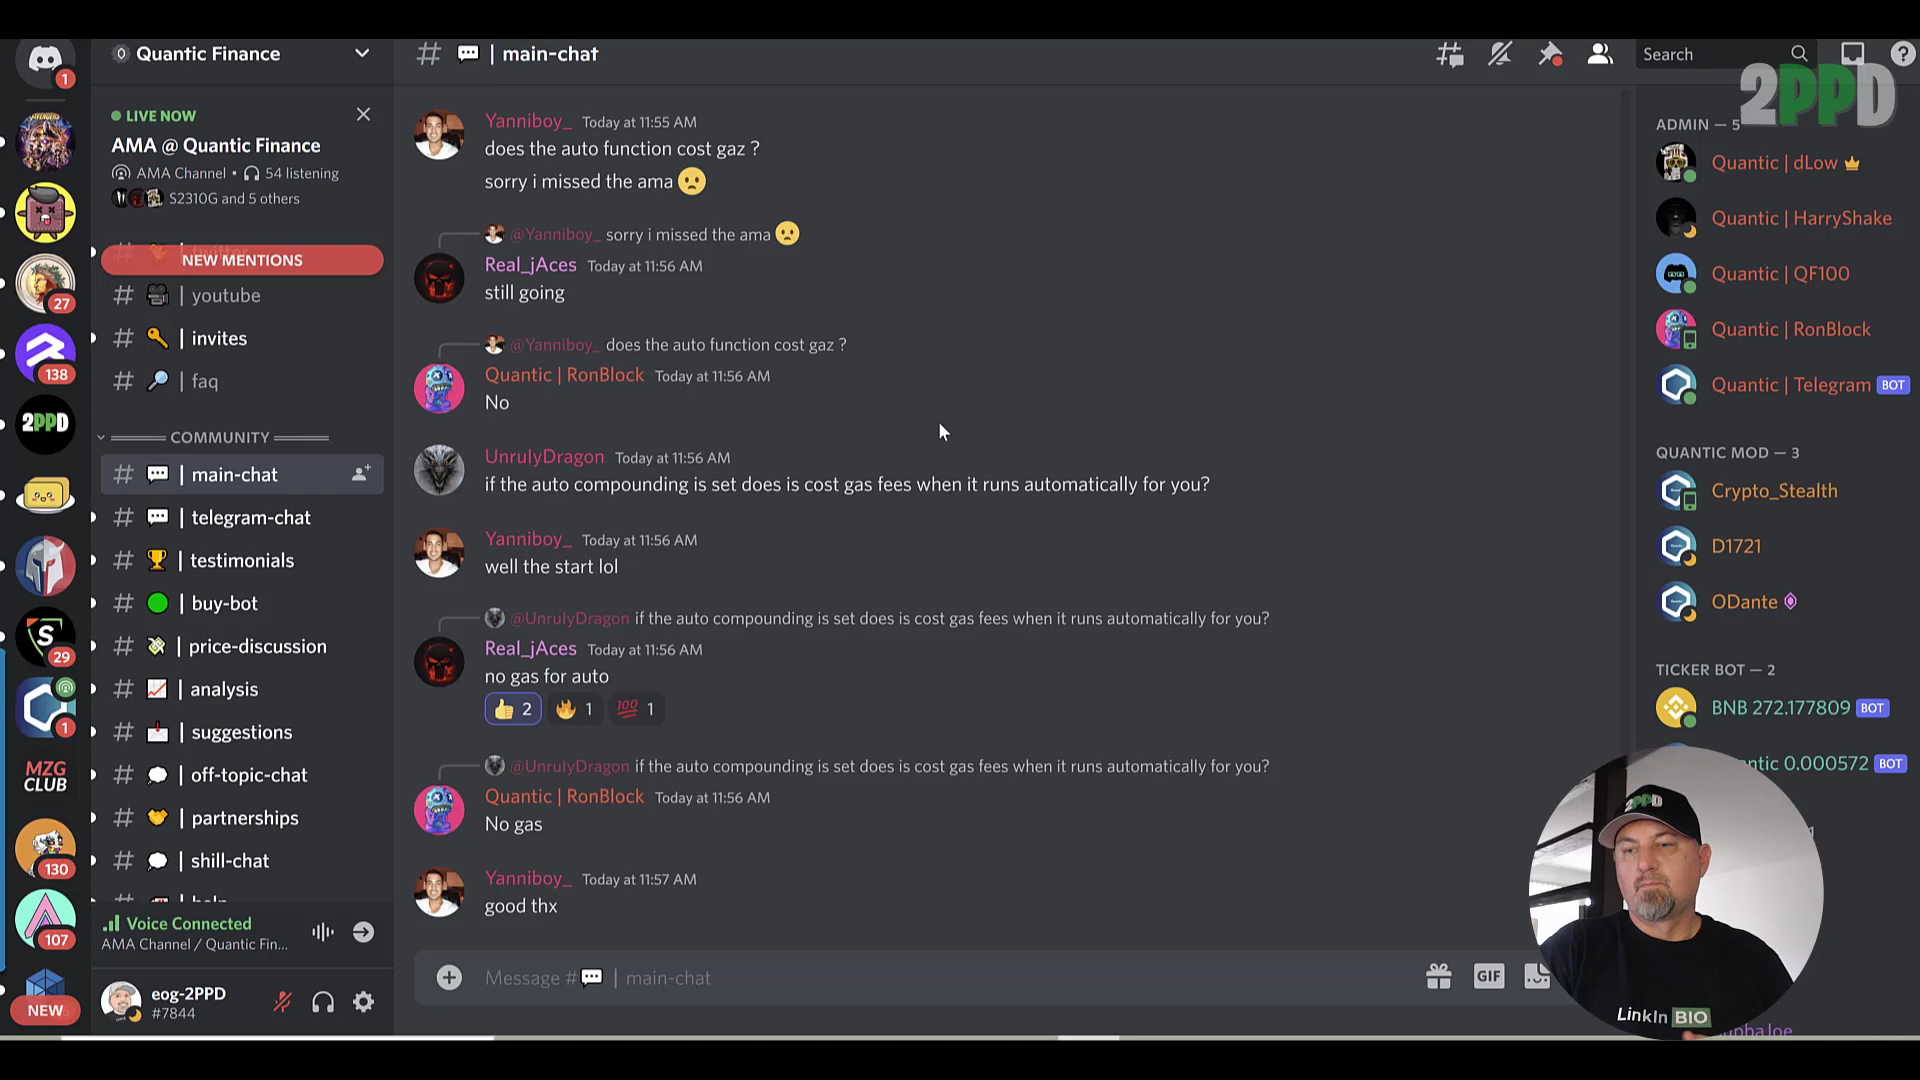 1
Quantic Finance
# | main-chat
Search
2PPD
LIVE NOW
AMA @ Quantic Finance
AMA Channel • 54 listening
S2310G and 5 others
NEW MENTIONS
# | youtube
# | invites
# | faq
COMMUNITY
# | main-chat
# | telegram-chat
# | testimonials
# | buy-bot
# | price-discussion
# | analysis
# | suggestions
# | off-topic-chat
# | partnerships
# | shill-chat
27
138
2PPD
S
29
1
MZG
CLUB
130
107
NEW
Voice Connected
AMA Channel / Quantic Fin...
eog-2PPD
#7844
Yanniboy_ Today at 11:55 AM
does the auto function cost gaz ?
sorry i missed the ama 🙁
@Yanniboy_ sorry i missed the ama 🙁
Real_jAces Today at 11:56 AM
still going
@Yanniboy_ does the auto function cost gaz ?
Quantic | RonBlock Today at 11:56 AM
No
UnrulyDragon Today at 11:56 AM
if the auto compounding is set does is cost gas fees when it runs automatically for you?
Yanniboy_ Today at 11:56 AM
well the start lol
@UnrulyDragon if the auto compounding is set does is cost gas fees when it runs automatically for you?
Real_jAces Today at 11:56 AM
no gas for auto
👍 2 🔥 1 💯 1
@UnrulyDragon if the auto compounding is set does is cost gas fees when it runs automatically for you?
Quantic | RonBlock Today at 11:56 AM
No gas
Yanniboy_ Today at 11:57 AM
good thx
Message # | main-chat
GIF
ADMIN — 5
Quantic | dLow
Quantic | HarryShake
Quantic | QF100
Quantic | RonBlock
Quantic | Telegram BOT
QUANTIC MOD — 3
Crypto_Stealth
D1721
ODante
TICKER BOT — 2
BNB 272.177809 BOT
ntic 0.000572 BOT
2PPD
LinkIn BIO